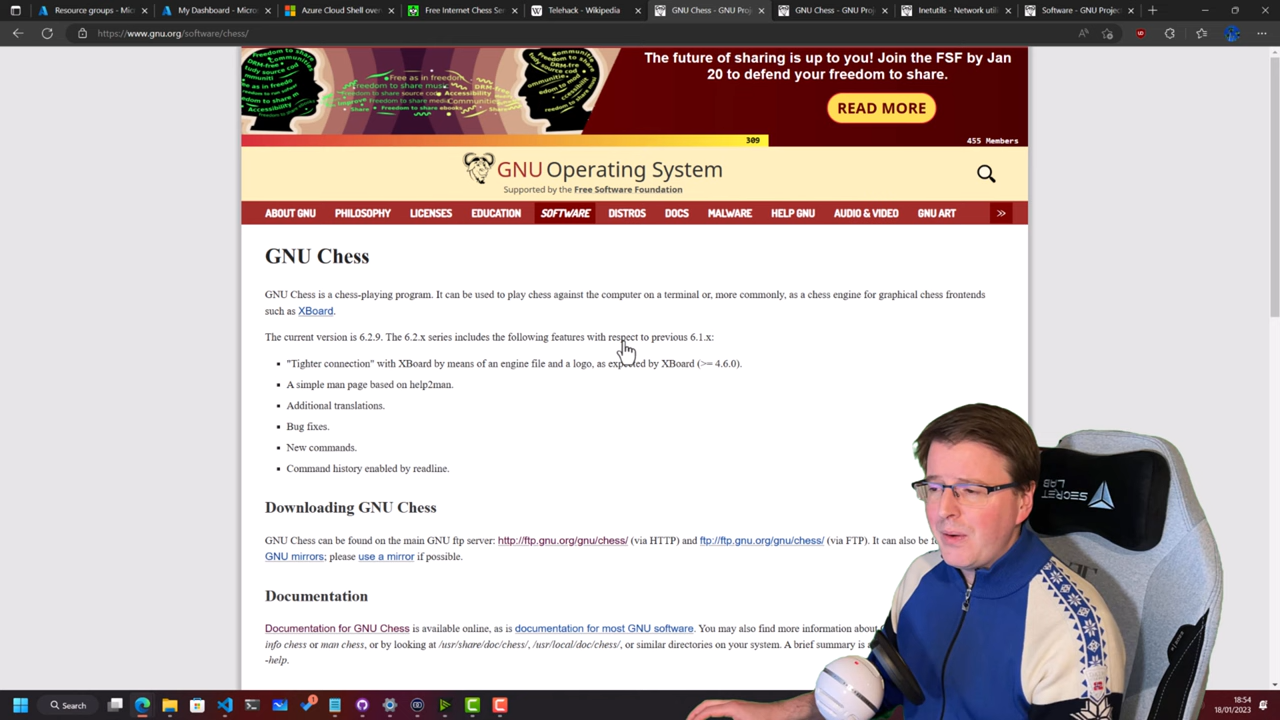 Resources - Micros
My Dashboard - Micros
Azure Cloud Shell over
Free Internet Chess Ser
Telehack - Wikipedia
GNU Chess - GNU Proj
GNU Chess - GNU Proj
Inetutils - Network util
Software - GNU Proje
https://www.gnu.org/software/chess/
The future of sharing is up to you! Join the FSF by Jan
20 to defend your freedom to share.
READ MORE
309
455 Members
GNU Operating System
Supported by the Free Software Foundation
ABOUT GNU PHILOSOPHY LICENSES EDUCATION SOFTWARE DISTROS DOCS MALWARE HELP GNU AUDIO & VIDEO GNU ART »
GNU Chess
GNU Chess is a chess-playing program. It can be used to play chess against the computer on a terminal or, more commonly, as a chess engine for graphical chess frontends
such as XBoard.
The current version is 6.2.9. The 6.2.x series includes the following features with respect to previous 6.1.x:
• "Tighter connection" with XBoard by means of an engine file and a logo, as expected by XBoard (>= 4.6.0).
• A simple man page based on help2man.
• Additional translations.
• Bug fixes.
• New commands.
• Command history enabled by readline.
Downloading GNU Chess
GNU Chess can be found on the main GNU ftp server: http://ftp.gnu.org/gnu/chess/ (via HTTP) and ftp://ftp.gnu.org/gnu/chess/ (via FTP). It can also be
GNU mirrors; please use a mirror if possible.
Documentation
Documentation for GNU Chess is available online, as is documentation for most GNU software. You may also find more information about
info chess or man chess, or by looking at /usr/share/doc/chess/, /usr/local/doc/chess/, or similar directories on your system. A brief summary is
-help.
SECRET
LAB
Search
18:54
18/01/2023